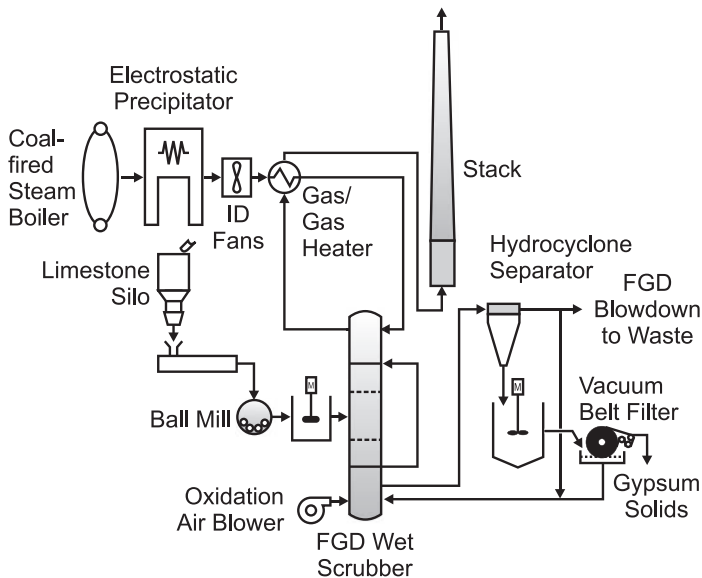 Electrostatic
Precipitator
Coal-
fired
Steam
Boiler
ID
Fans
Gas/
Gas
Heater
Stack
Limestone
Silo
Hydrocyclone
Separator
FGD
Blowdown
to Waste
M
M
Ball Mill
Vacuum
Belt Filter
Gypsum
Solids
Oxidation
Air Blower
FGD Wet
Scrubber